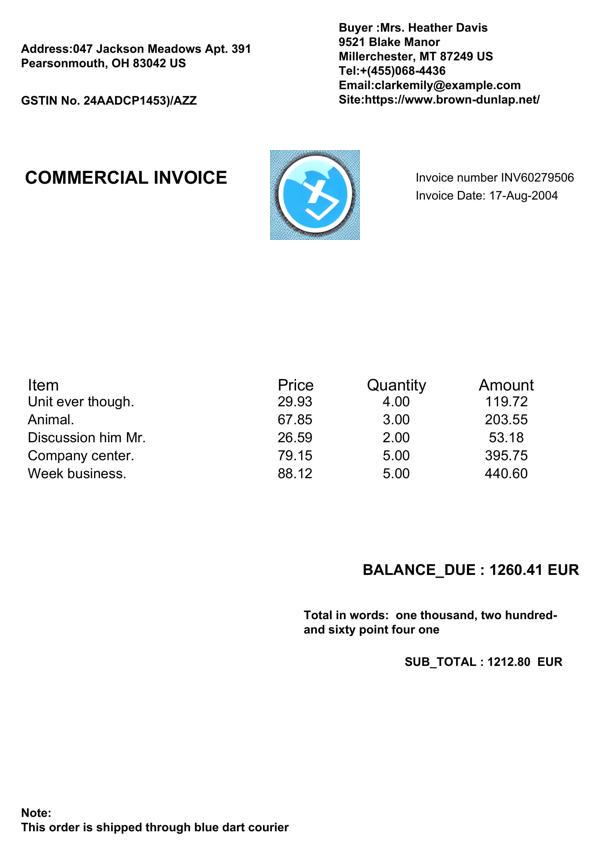 Address:047 Jackson Meadows Apt. 391
Pearsonmouth, OH 83042 US
GSTIN No. 24AADCP1453)/AZZ
Buyer :Mrs. Heather Davis
9521 Blake Manor
Millerchester, MT 87249 US
Tel:+(455)068-4436
Email:clarkemily@example.com
Site:https://www.brown-dunlap.net/
COMMERCIAL INVOICE
Invoice number INV60279506
Invoice Date: 17-Aug-2004
Item Price Quantity Amount
Unit ever though. 29.93 4.00 119.72
Animal. 67.85 3.00 203.55
Discussion him Mr. 26.59 2.00 53.18
Company center. 79.15 5.00 395.75
Week business. 88.12 5.00 440.60
BALANCE_DUE : 1260.41 EUR
Total in words: one thousand, two hundred-
and sixty point four one
SUB_TOTAL : 1212.80 EUR
Note:
This order is shipped through blue dart courier